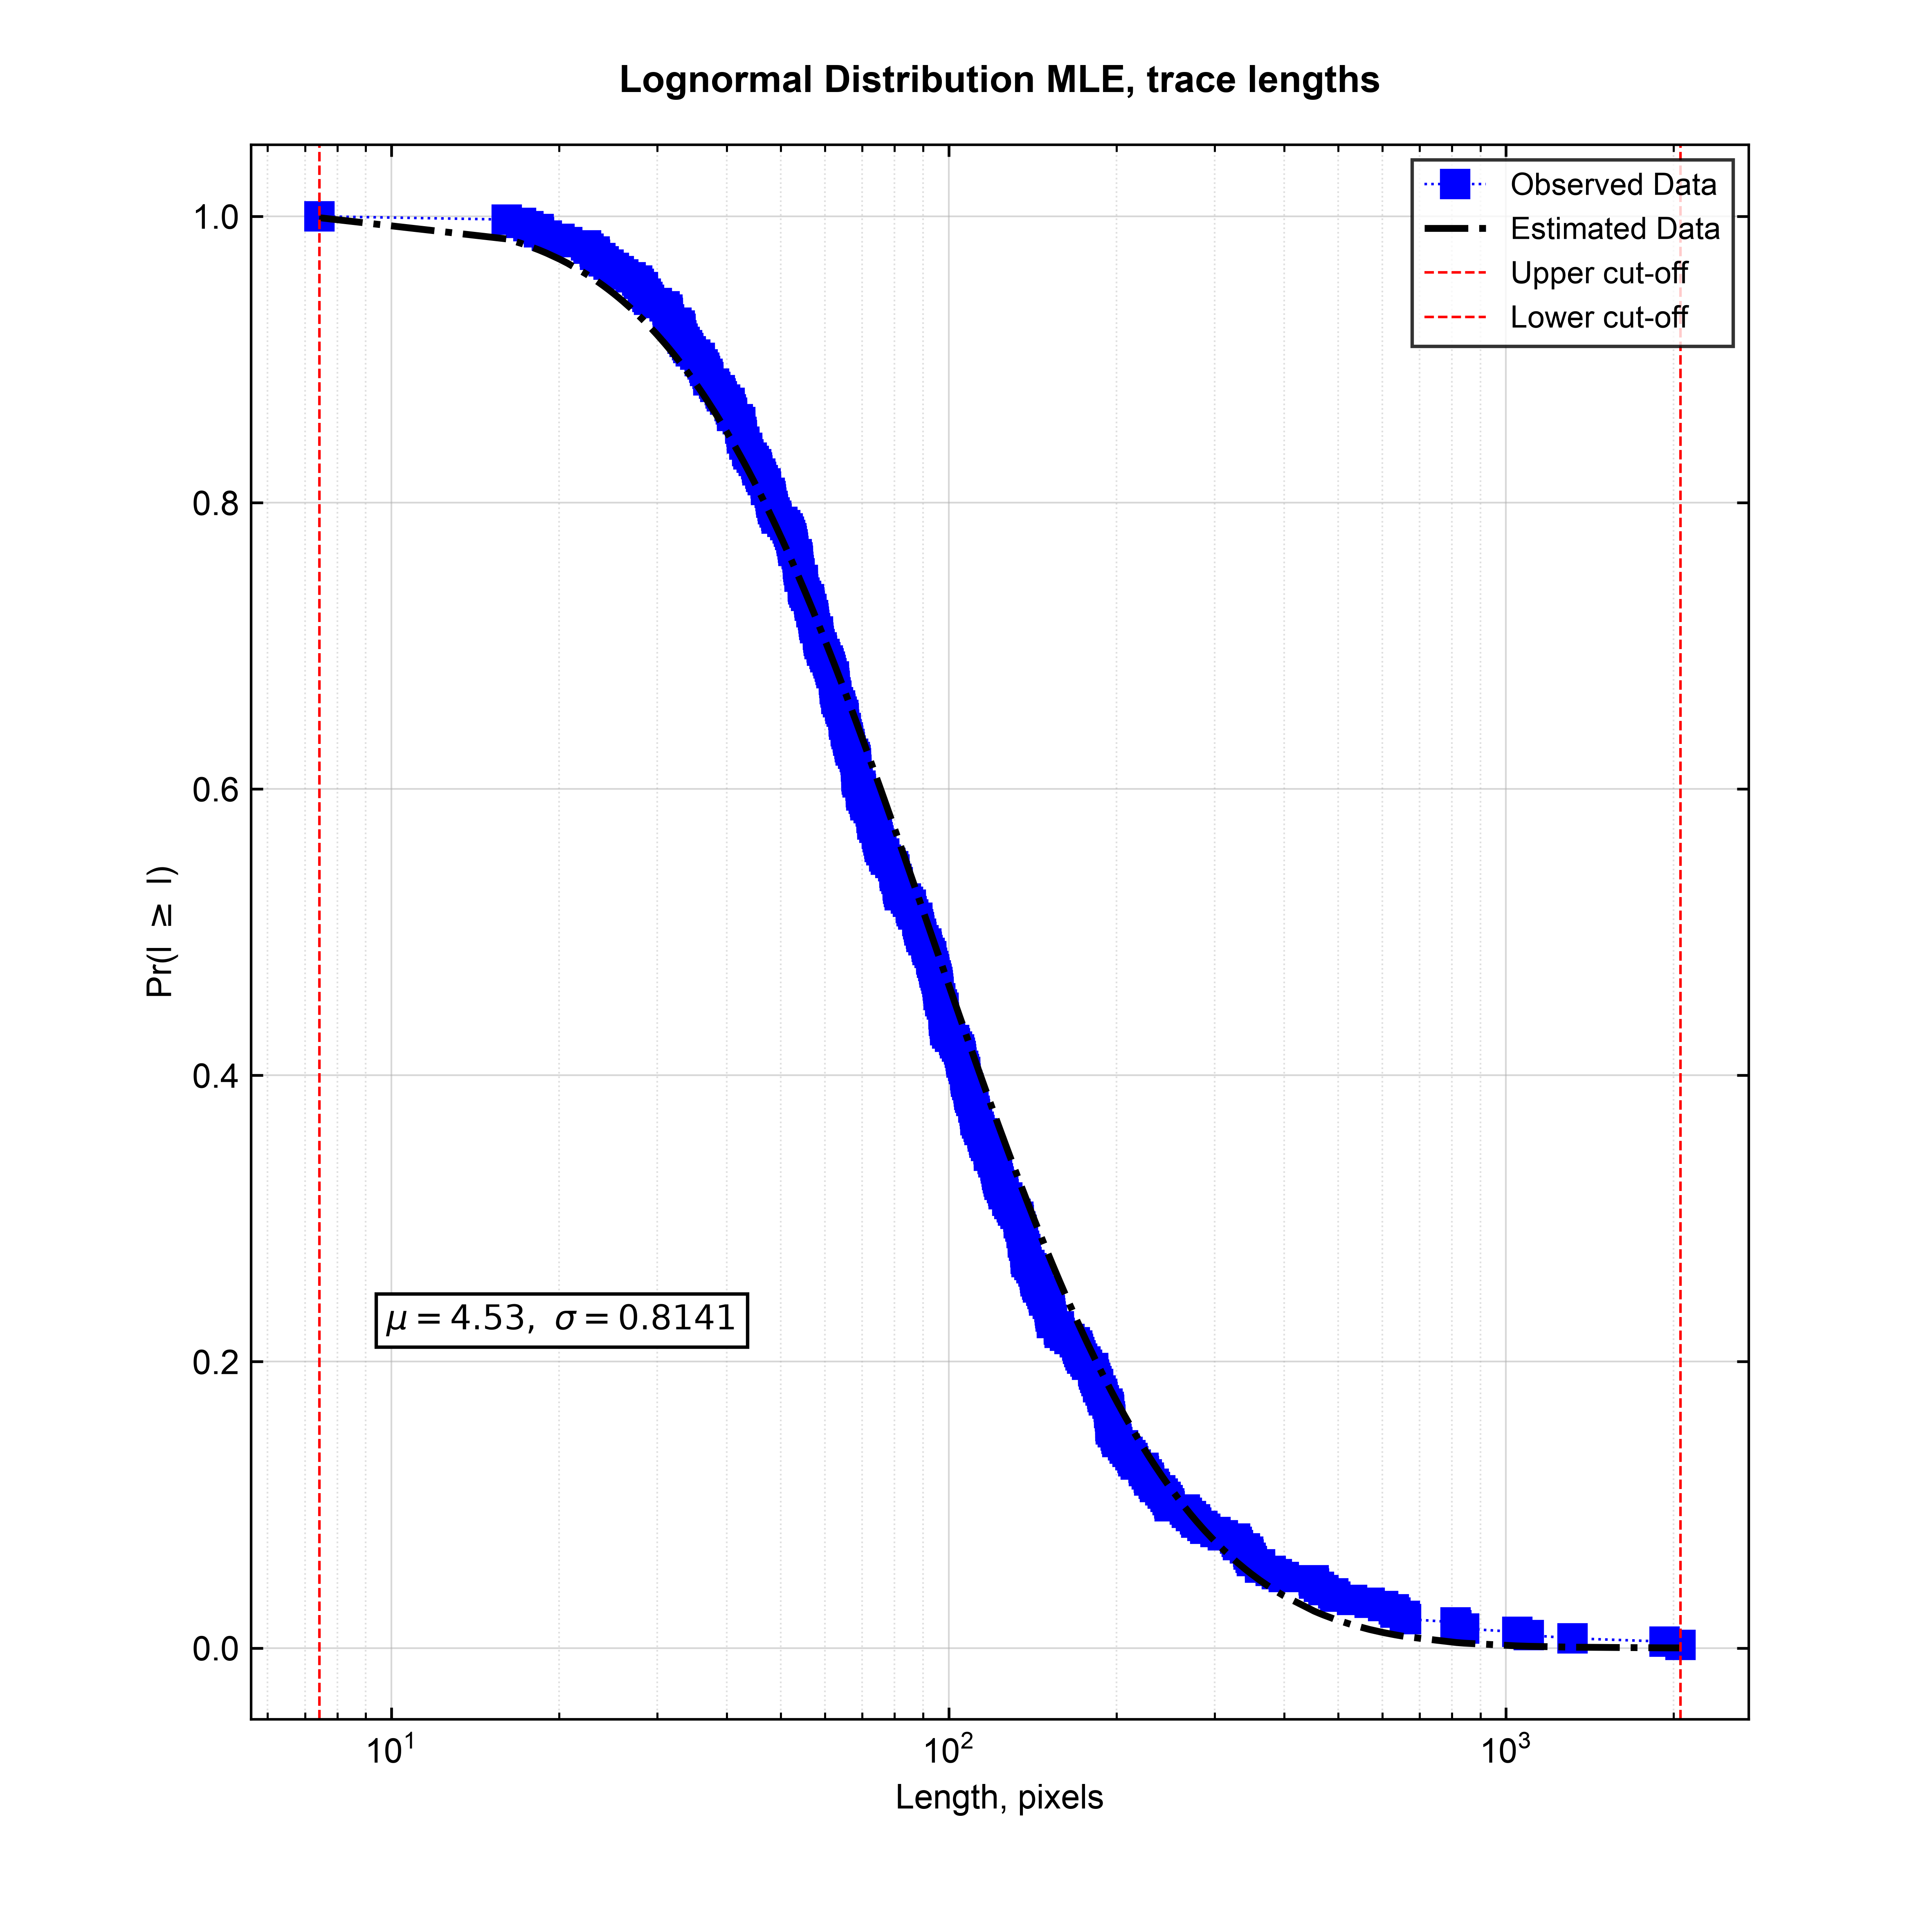 Lognormal Distribution MLE, trace lengths
Observed Data
Estimated Data
Upper cut-off
Lower cut-off
1.0
0.8
0.6
0.4
0.2
0.0
Pr(I ≥ I)
μ = 4.53, σ = 0.8141
10¹ 10² 10³
Length, pixels